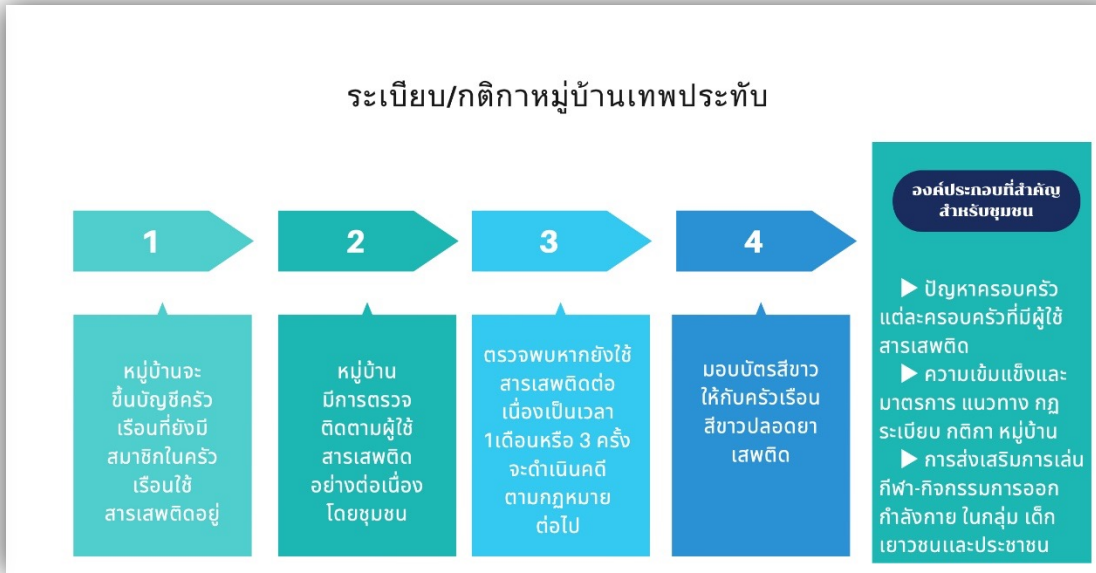 ระเบียบ/กติกาหมู่บ้านเทพประทับ
1
หมู่บ้านจะ
ขึ้นบัญชีครัว
เรือนที่ยังมี
สมาชิกในครัว
เรือนใช้
สารเสพติดอยู่
2
หมู่บ้าน
มีการตรวจ
ติดตามผู้ใช้
สารเสพติด
อย่างต่อเนื่อง
โดยชุมชน
3
ตรวจพบหากยังใช้
สารเสพติดต่อ
เนื่องเป็นเวลา
1เดือนหรือ 3 ครั้ง
จะดำเนินคดี
ตามกฎหมาย
ต่อไป
4
มอบบัตรสีขาว
ให้กับครัวเรือน
สีขาวปลอดยา
เสพติด
องค์ประกอบที่สำคัญ
สำหรับชุมชน
▶ ปัญหาครอบครัว
แต่ละครอบครัวที่มีผู้ใช้
สารเสพติด
▶ ความเข้มแข็งและ
มาตรการ แนวทาง กฏ
ระเบียบ กติกา หมู่บ้าน
▶ การส่งเสริมการเล่น
กีฬา-กิจกรรมการออก
กำลังกาย ในกลุ่ม เด็ก
เยาวชนและประชาชน